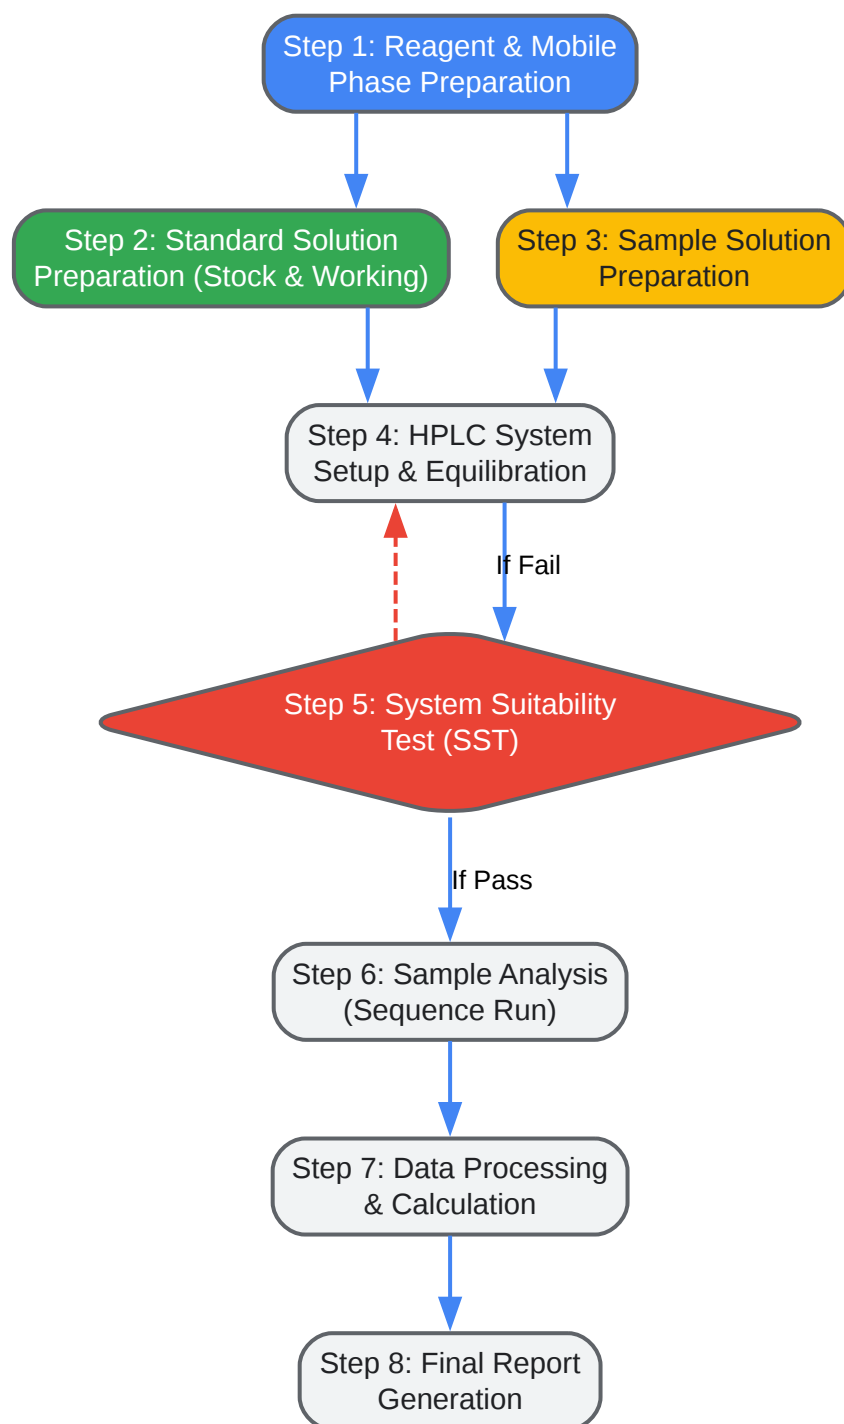 Step 1: Reagent & Mobile
Phase Preparation
Step 2: Standard Solution
Preparation (Stock & Working)
Step 3: Sample Solution
Preparation
Step 4: HPLC System
Setup & Equilibration
If Fail
Step 5: System Suitability
Test (SST)
If Pass
Step 6: Sample Analysis
(Sequence Run)
Step 7: Data Processing
& Calculation
Step 8: Final Report
Generation